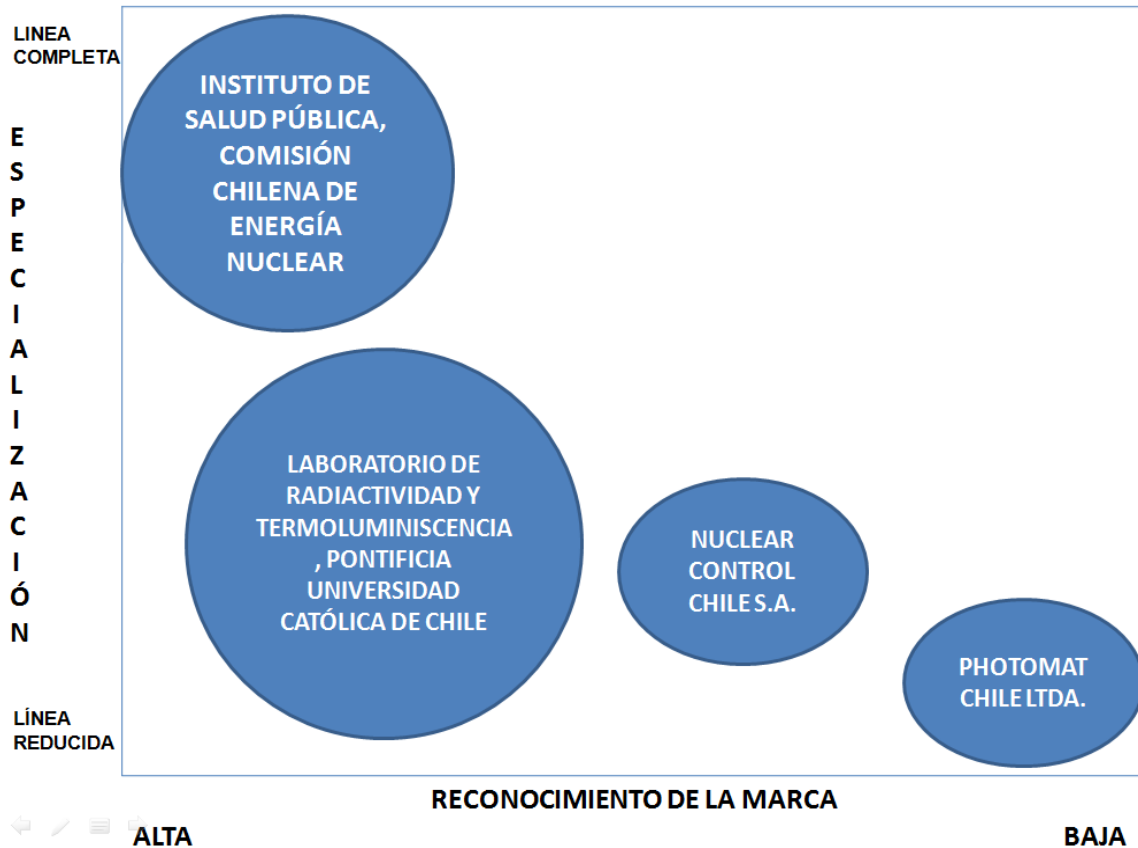 LINEA
COMPLETA
ESPECIALIZACIÓN
LÍNEA
REDUCIDA
INSTITUTO DE
SALUD PÚBLICA,
COMISIÓN
CHILENA DE
ENERGÍA
NUCLEAR
LABORATORIO DE
RADIACTIVIDAD Y
TERMOLUMINISCENCIA
, PONTIFICIA
UNIVERSIDAD
CATÓLICA DE CHILE
NUCLEAR
CONTROL
CHILE S.A.
PHOTOMAT
CHILE LTDA.
RECONOCIMIENTO DE LA MARCA
ALTA
BAJA